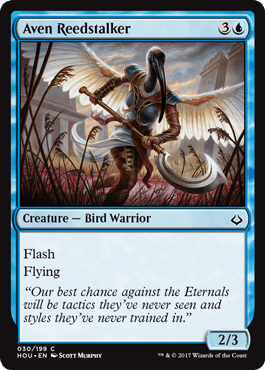 Aven Reedstalker 3
Creature — Bird Warrior
Flash
Flying
“Our best chance against the Eternals
will be tactics they’ve never seen and
styles they’ve never trained in.”
2/3
030/199 C
HOU • EN SCOTT MURPHY
™ & © 2017 Wizards of the Coast